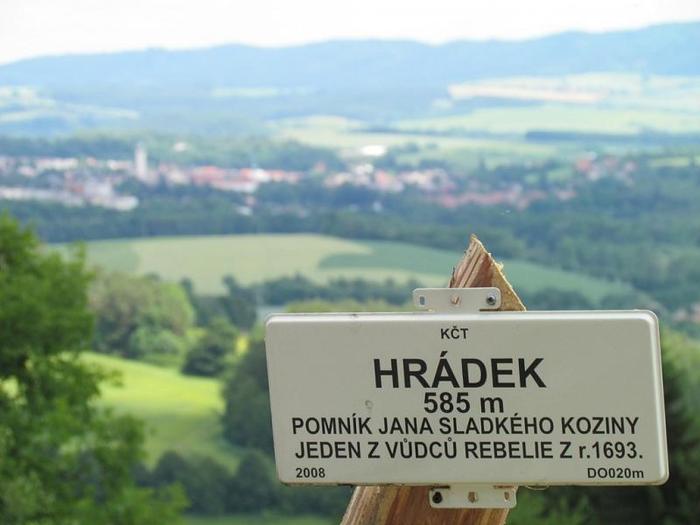 KČT
HRÁDEK
585 m
POMNÍK JANA SLADKÉHO KOZINY
JEDEN Z VŮDCŮ REBELIE Z r.1693.
2008 DO020m